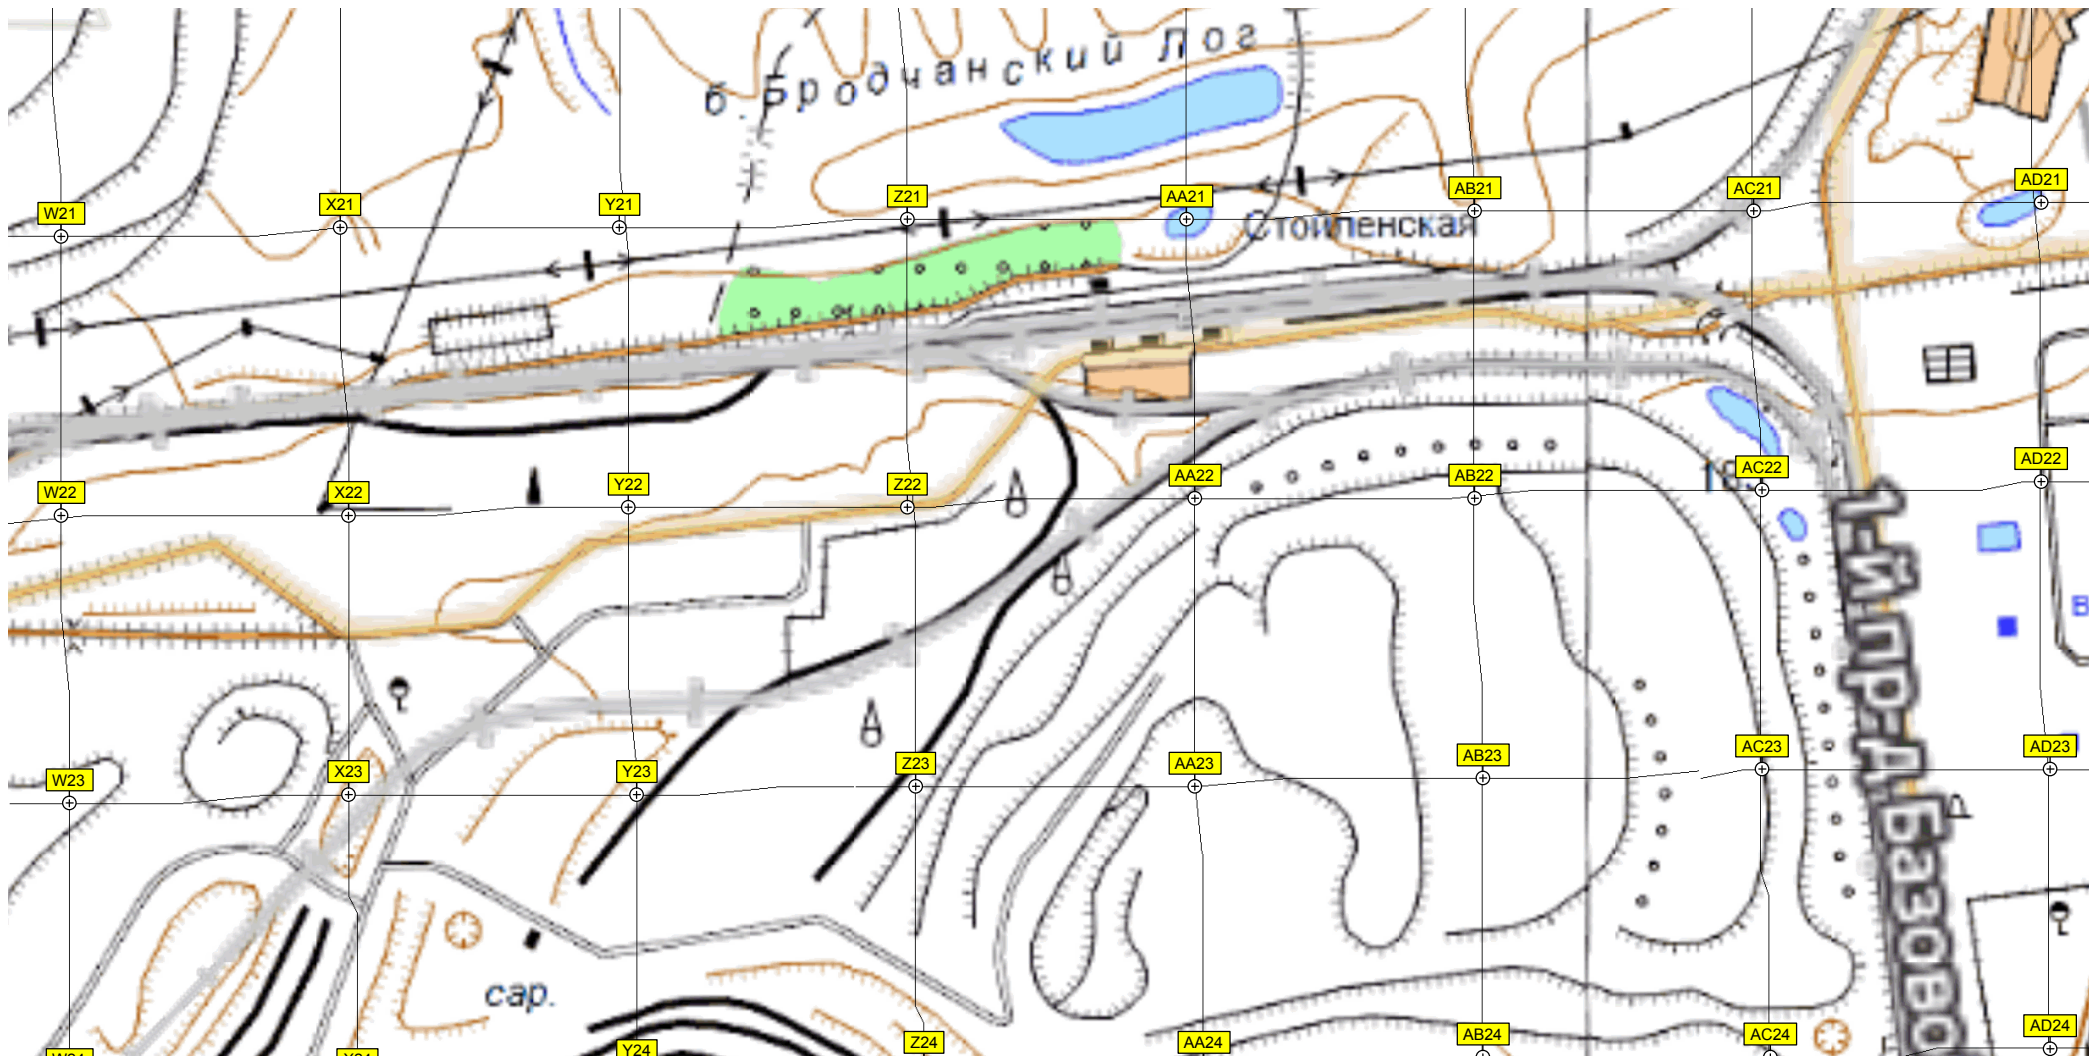 б. Бродчанский Лог
W21
X21
Y21
Z21
AA21
AB21
AC21
AD21
Стойленская
W22
X22
Y22
Z22
AA22
AB22
AC22
AD22
1-й пр-д Базово
В
W23
X23
Y23
Z23
AA23
AB23
AC23
AD23
сар.
Y24
Z24
AA24
AB24
AC24
AD24